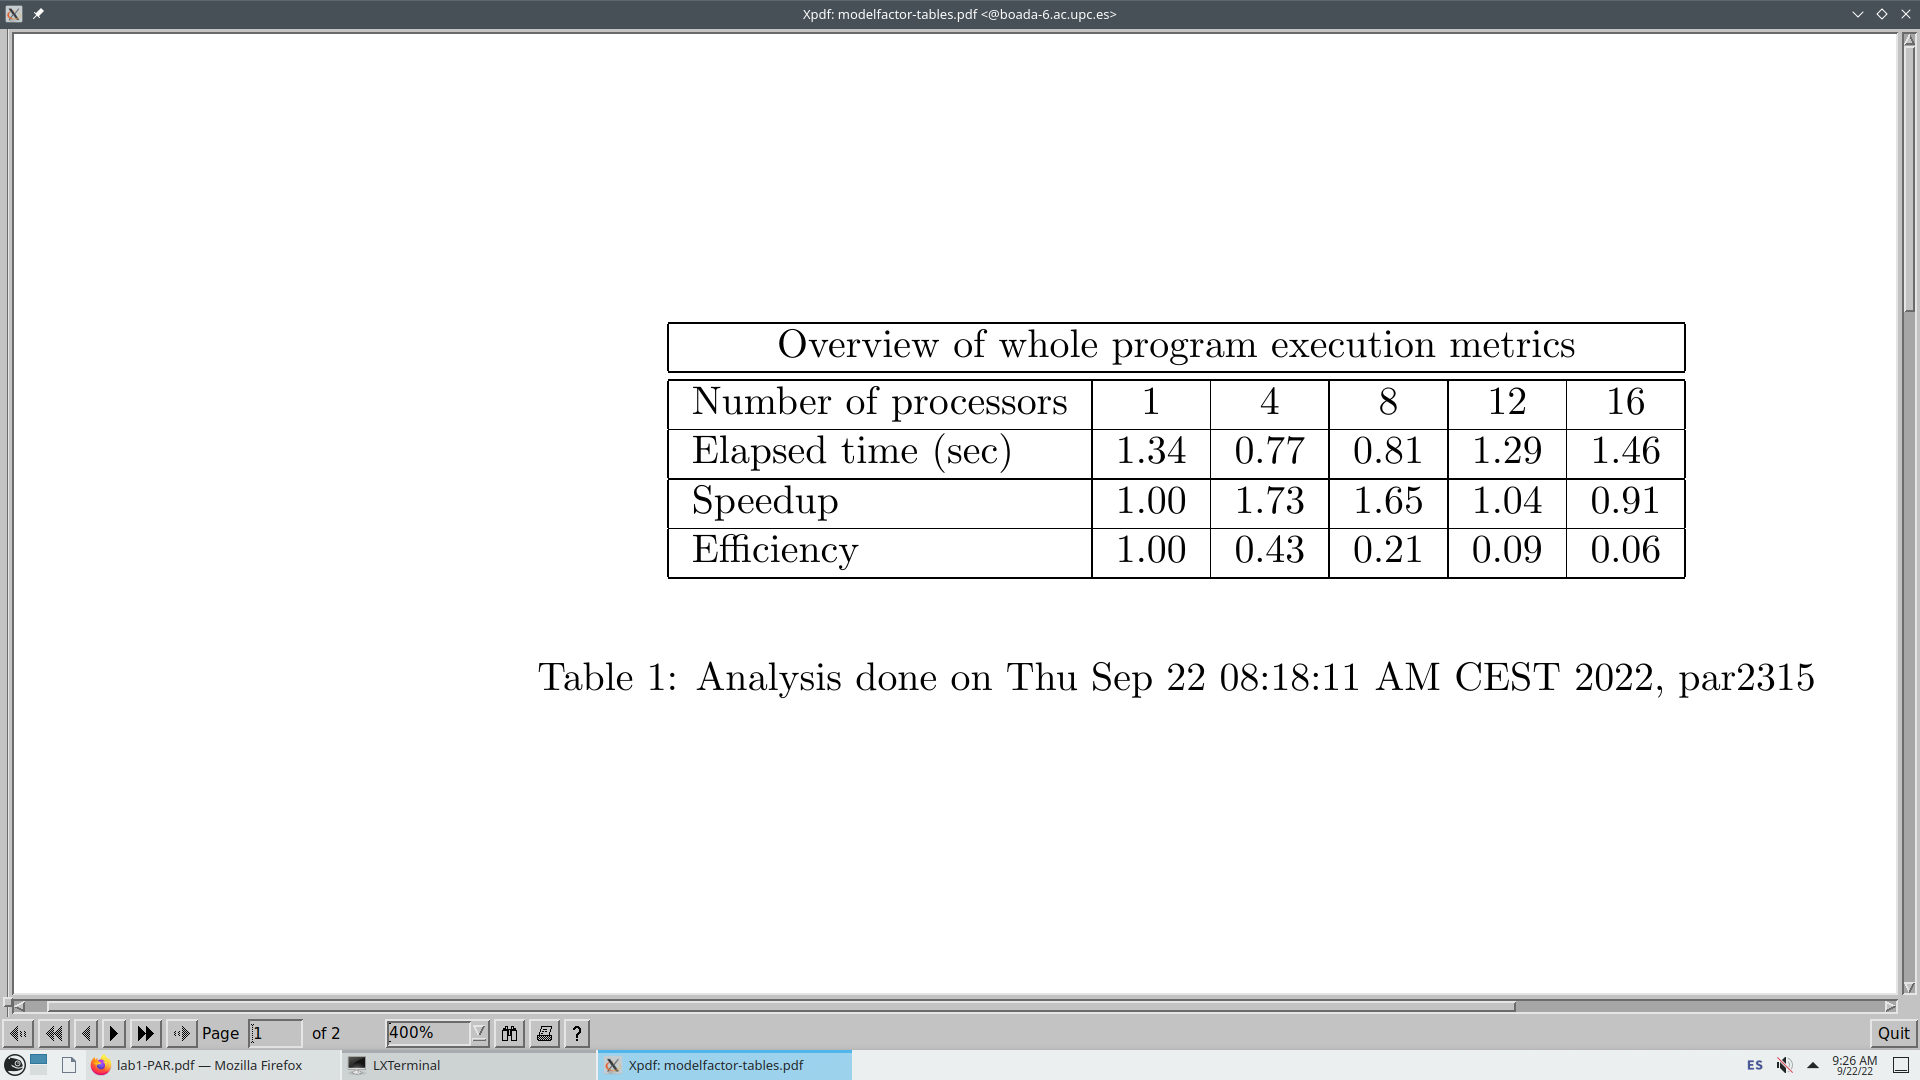 Xpdf: modelfactor-tables.pdf <@boada-6.ac.upc.es>
Overview of whole program execution metrics
Number of processors 1 4 8 12 16
Elapsed time (sec) 1.34 0.77 0.81 1.29 1.46
Speedup 1.00 1.73 1.65 1.04 0.91
Efficiency 1.00 0.43 0.21 0.09 0.06
Table 1: Analysis done on Thu Sep 22 08:18:11 AM CEST 2022, par2315
Page 1 of 2 400% ? Quit
lab1-PAR.pdf — Mozilla Firefox LXTerminal Xpdf: modelfactor-tables.pdf ES 9:26 AM
9/22/22